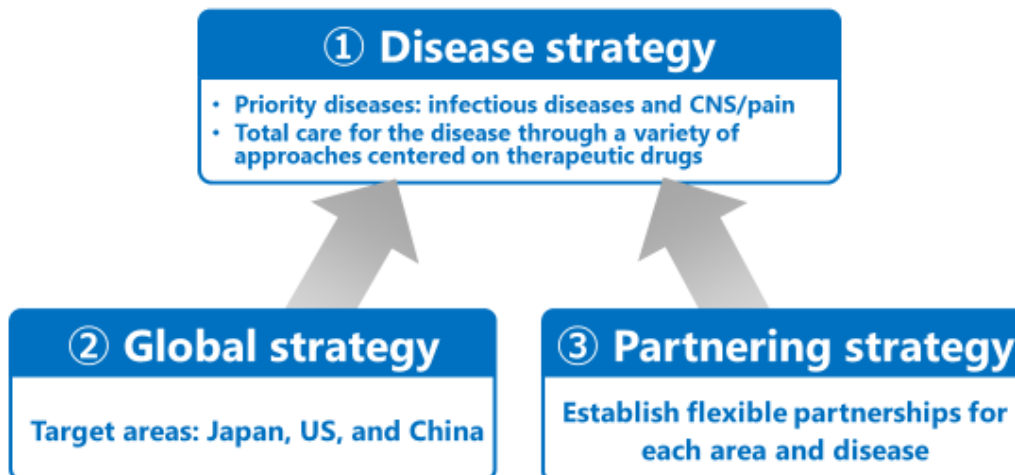 ① Disease strategy
• Priority diseases: infectious diseases and CNS/pain
• Total care for the disease through a variety of
approaches centered on therapeutic drugs
② Global strategy
Target areas: Japan, US, and China
③ Partnering strategy
Establish flexible partnerships for
each area and disease